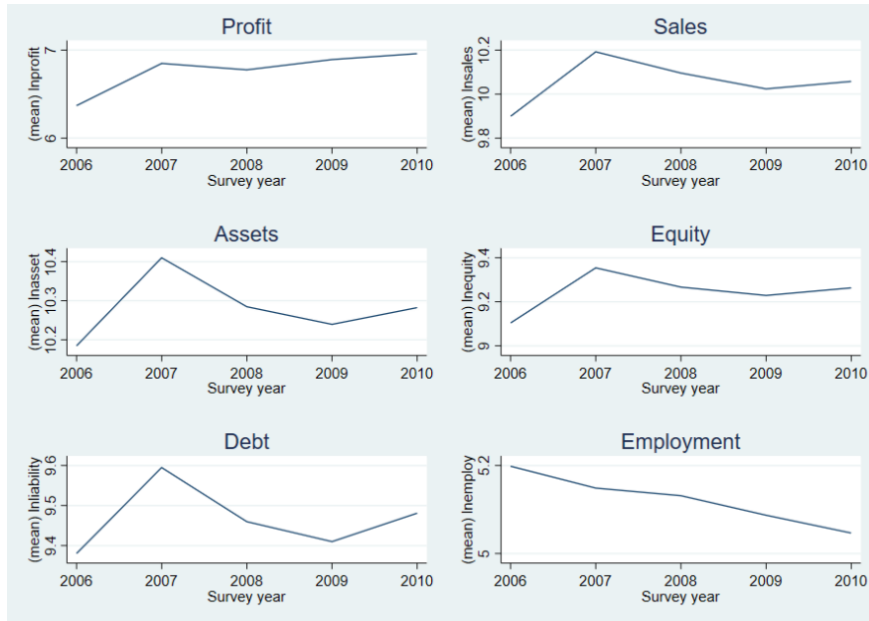 Profit
(mean) lnprofit
7
6
2006 2007 2008 2009 2010
Survey year
Sales
(mean) lnsales
10.2
10
9.8
2006 2007 2008 2009 2010
Survey year
Assets
(mean) lnasset
10.4
10.3
10.2
2006 2007 2008 2009 2010
Survey year
Equity
(mean) lnequity
9.4
9.2
9
2006 2007 2008 2009 2010
Survey year
Debt
(mean) lnliability
9.6
9.5
9.4
2006 2007 2008 2009 2010
Survey year
Employment
(mean) lnemploy
5.2
5
2006 2007 2008 2009 2010
Survey year